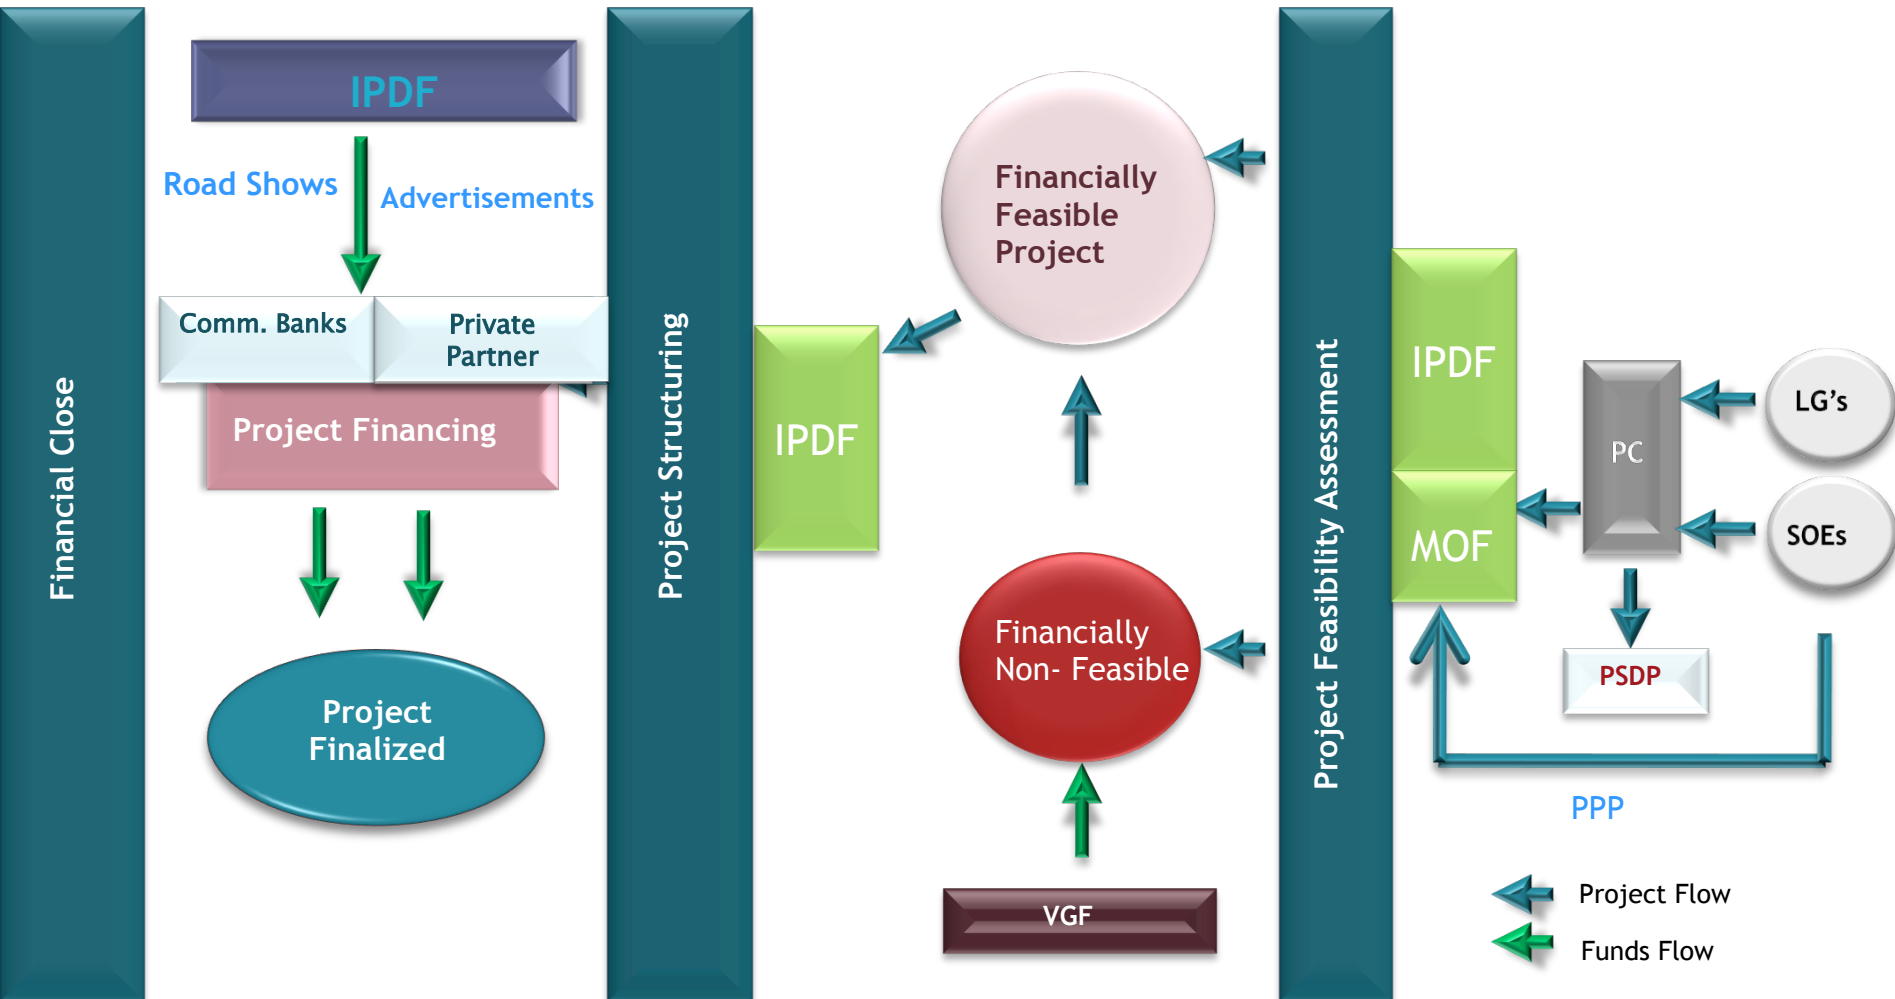 IPDF
Road Shows
Advertisements
Comm. Banks
Private
Partner
Project Financing
Project
Finalized
Financial Close
Project Structuring
IPDF
Financially
Feasible
Project
Financially
Non- Feasible
VGF
Project Feasibility Assessment
IPDF
MOF
PC
LG’s
SOEs
PSDP
PPP
Project Flow
Funds Flow